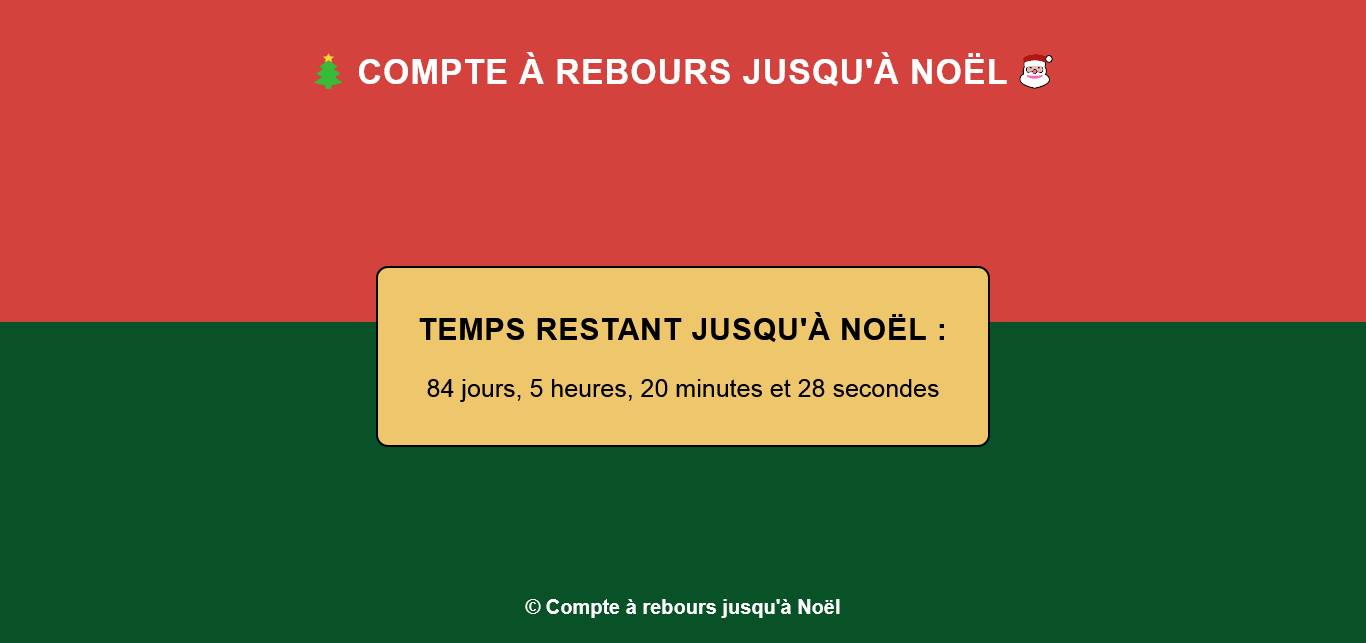 🎄 COMPTE À REBOURS JUSQU'À NOËL 🎅
TEMPS RESTANT JUSQU'À NOËL :
84 jours, 5 heures, 20 minutes et 28 secondes
© Compte à rebours jusqu'à Noël